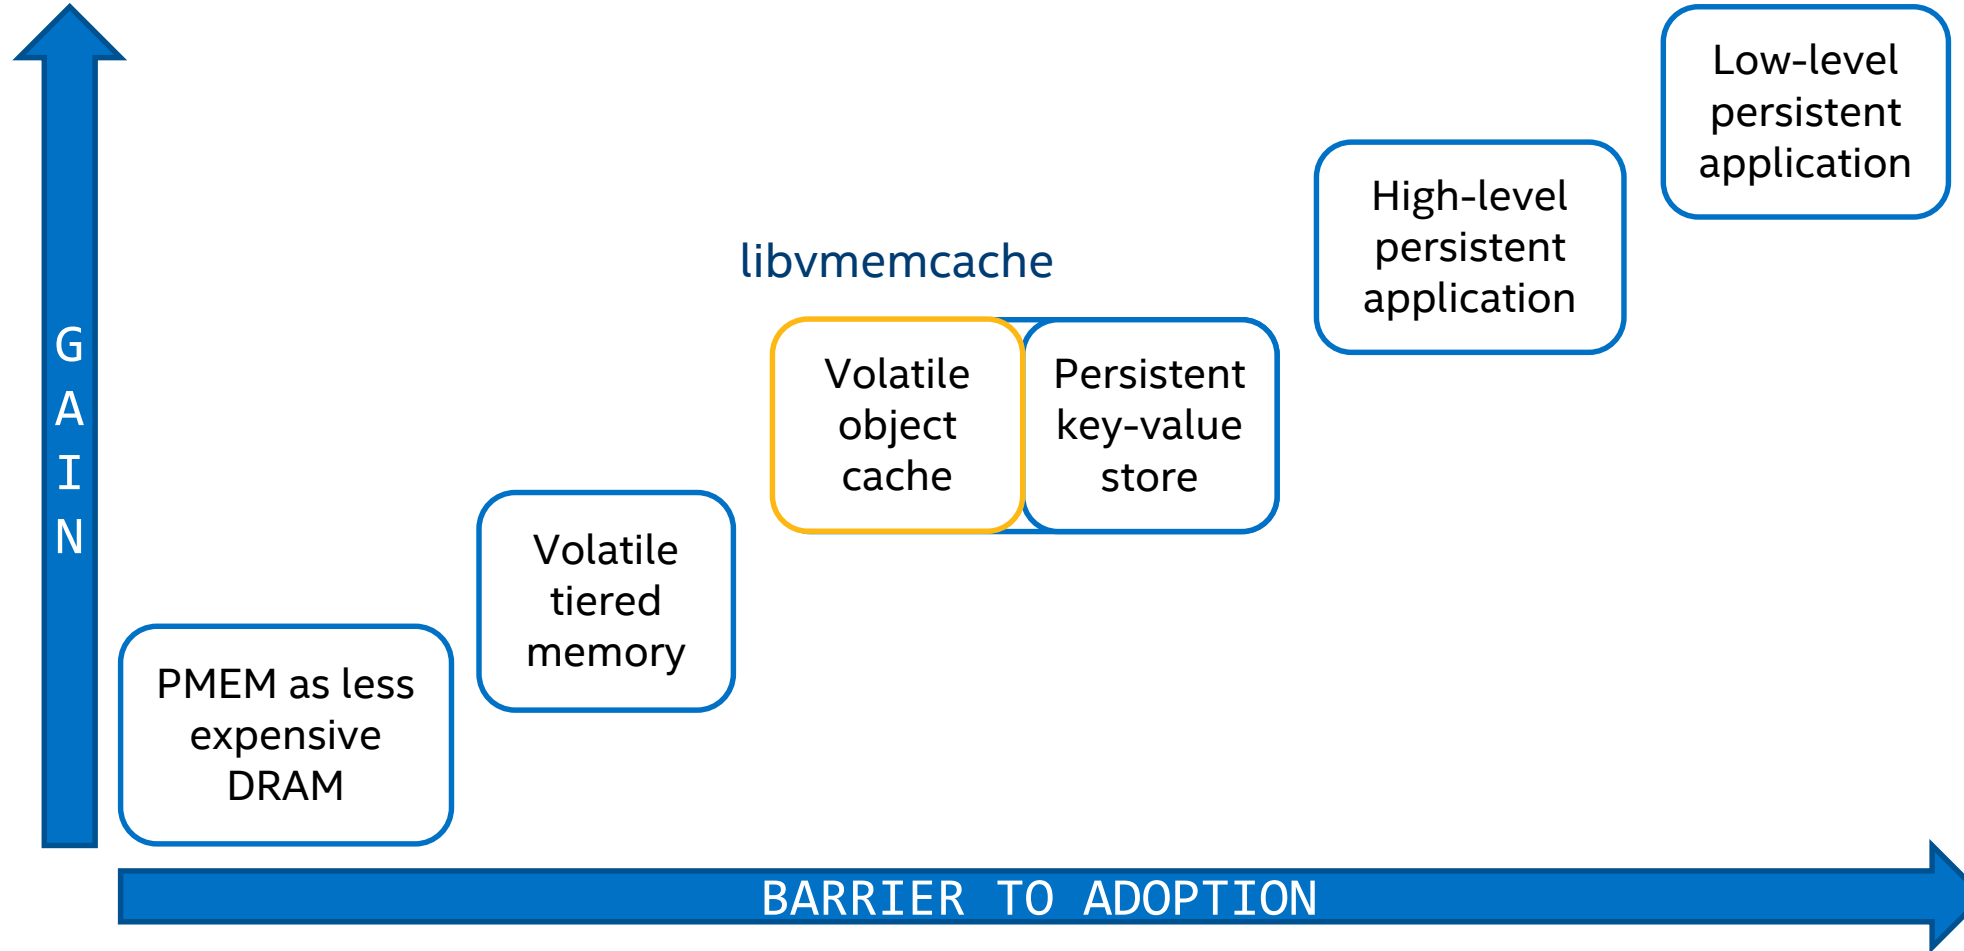 GAIN
Low-level
persistent
application
High-level
persistent
application
libvmemcache
Volatile
object
cache
Persistent
key-value
store
Volatile
tiered
memory
PMEM as less
expensive
DRAM
BARRIER TO ADOPTION